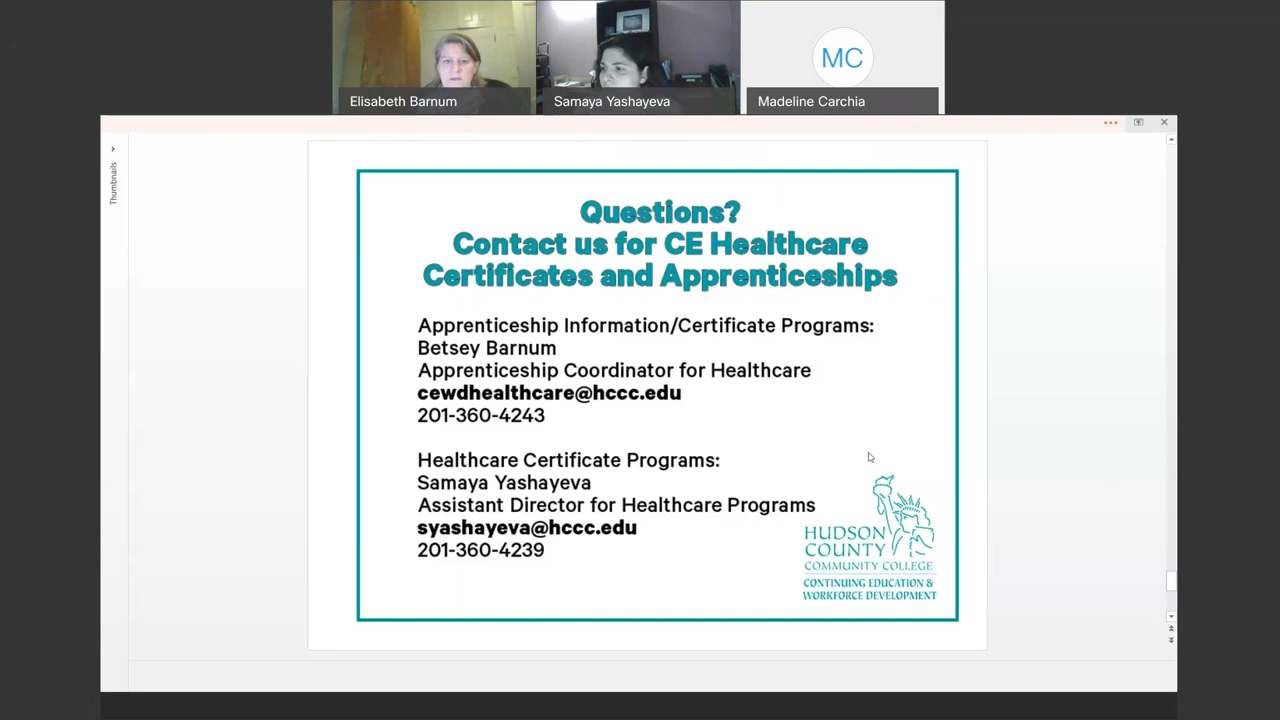 MC
Elisabeth Barnum
Samaya Yashayeva
Madeline Carchia
Thumbnails
Questions?
Contact us for CE Healthcare
Certificates and Apprenticeships
Apprenticeship Information/Certificate Programs:
Betsey Barnum
Apprenticeship Coordinator for Healthcare
cewdhealthcare@hccc.edu
201-360-4243
Healthcare Certificate Programs:
Samaya Yashayeva
Assistant Director for Healthcare Programs
syashayeva@hccc.edu
201-360-4239
HUDSON
COUNTY
COMMUNITY COLLEGE
CONTINUING EDUCATION &
WORKFORCE DEVELOPMENT